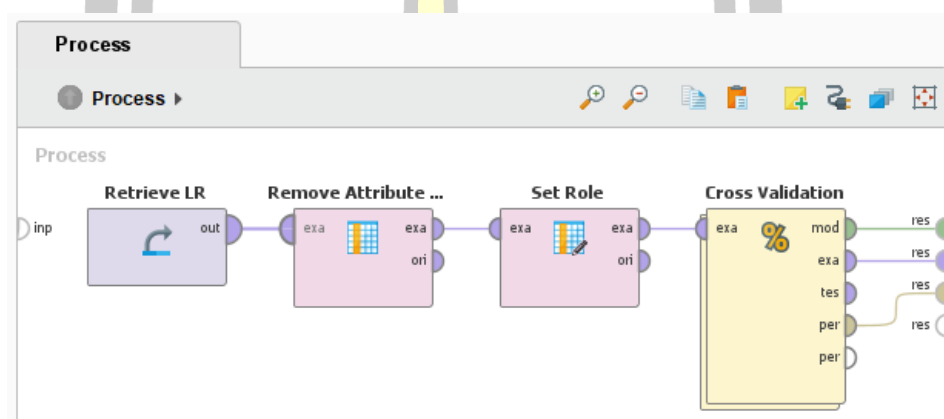 Process
Process
Process
Retrieve LR
Remove Attribute ...
Set Role
Cross Validation
inp
out
exa
exa
ori
exa
exa
ori
exa
%
mod
exa
tes
per
per
res
res
res
res